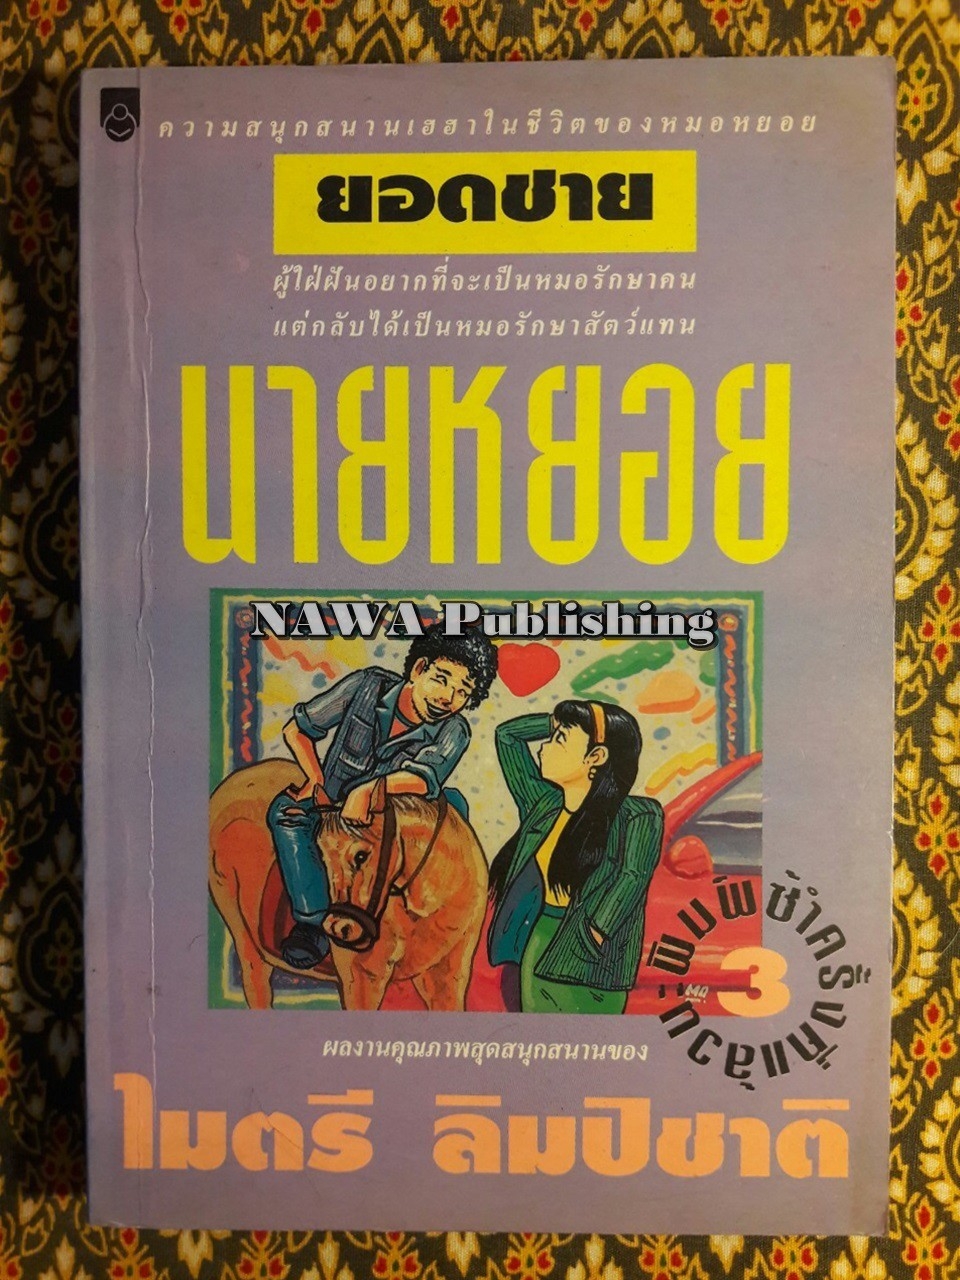 ความสนุกสนานเฮฮาในชีวิตของหมอหยอย
ยอดชาย
ผู้ใฝ่ฝันอยากที่จะเป็นหมอรักษาคน
แต่กลับได้เป็นหมอรักษาสัตว์แทน
นายหยอย
NAWA Publishing
พิมพ์ซ้ำครั้งที่แล้ว
3
ผลงานคุณภาพสุดสนุกสนานของ
ไมตรี ลิมปิชาติ